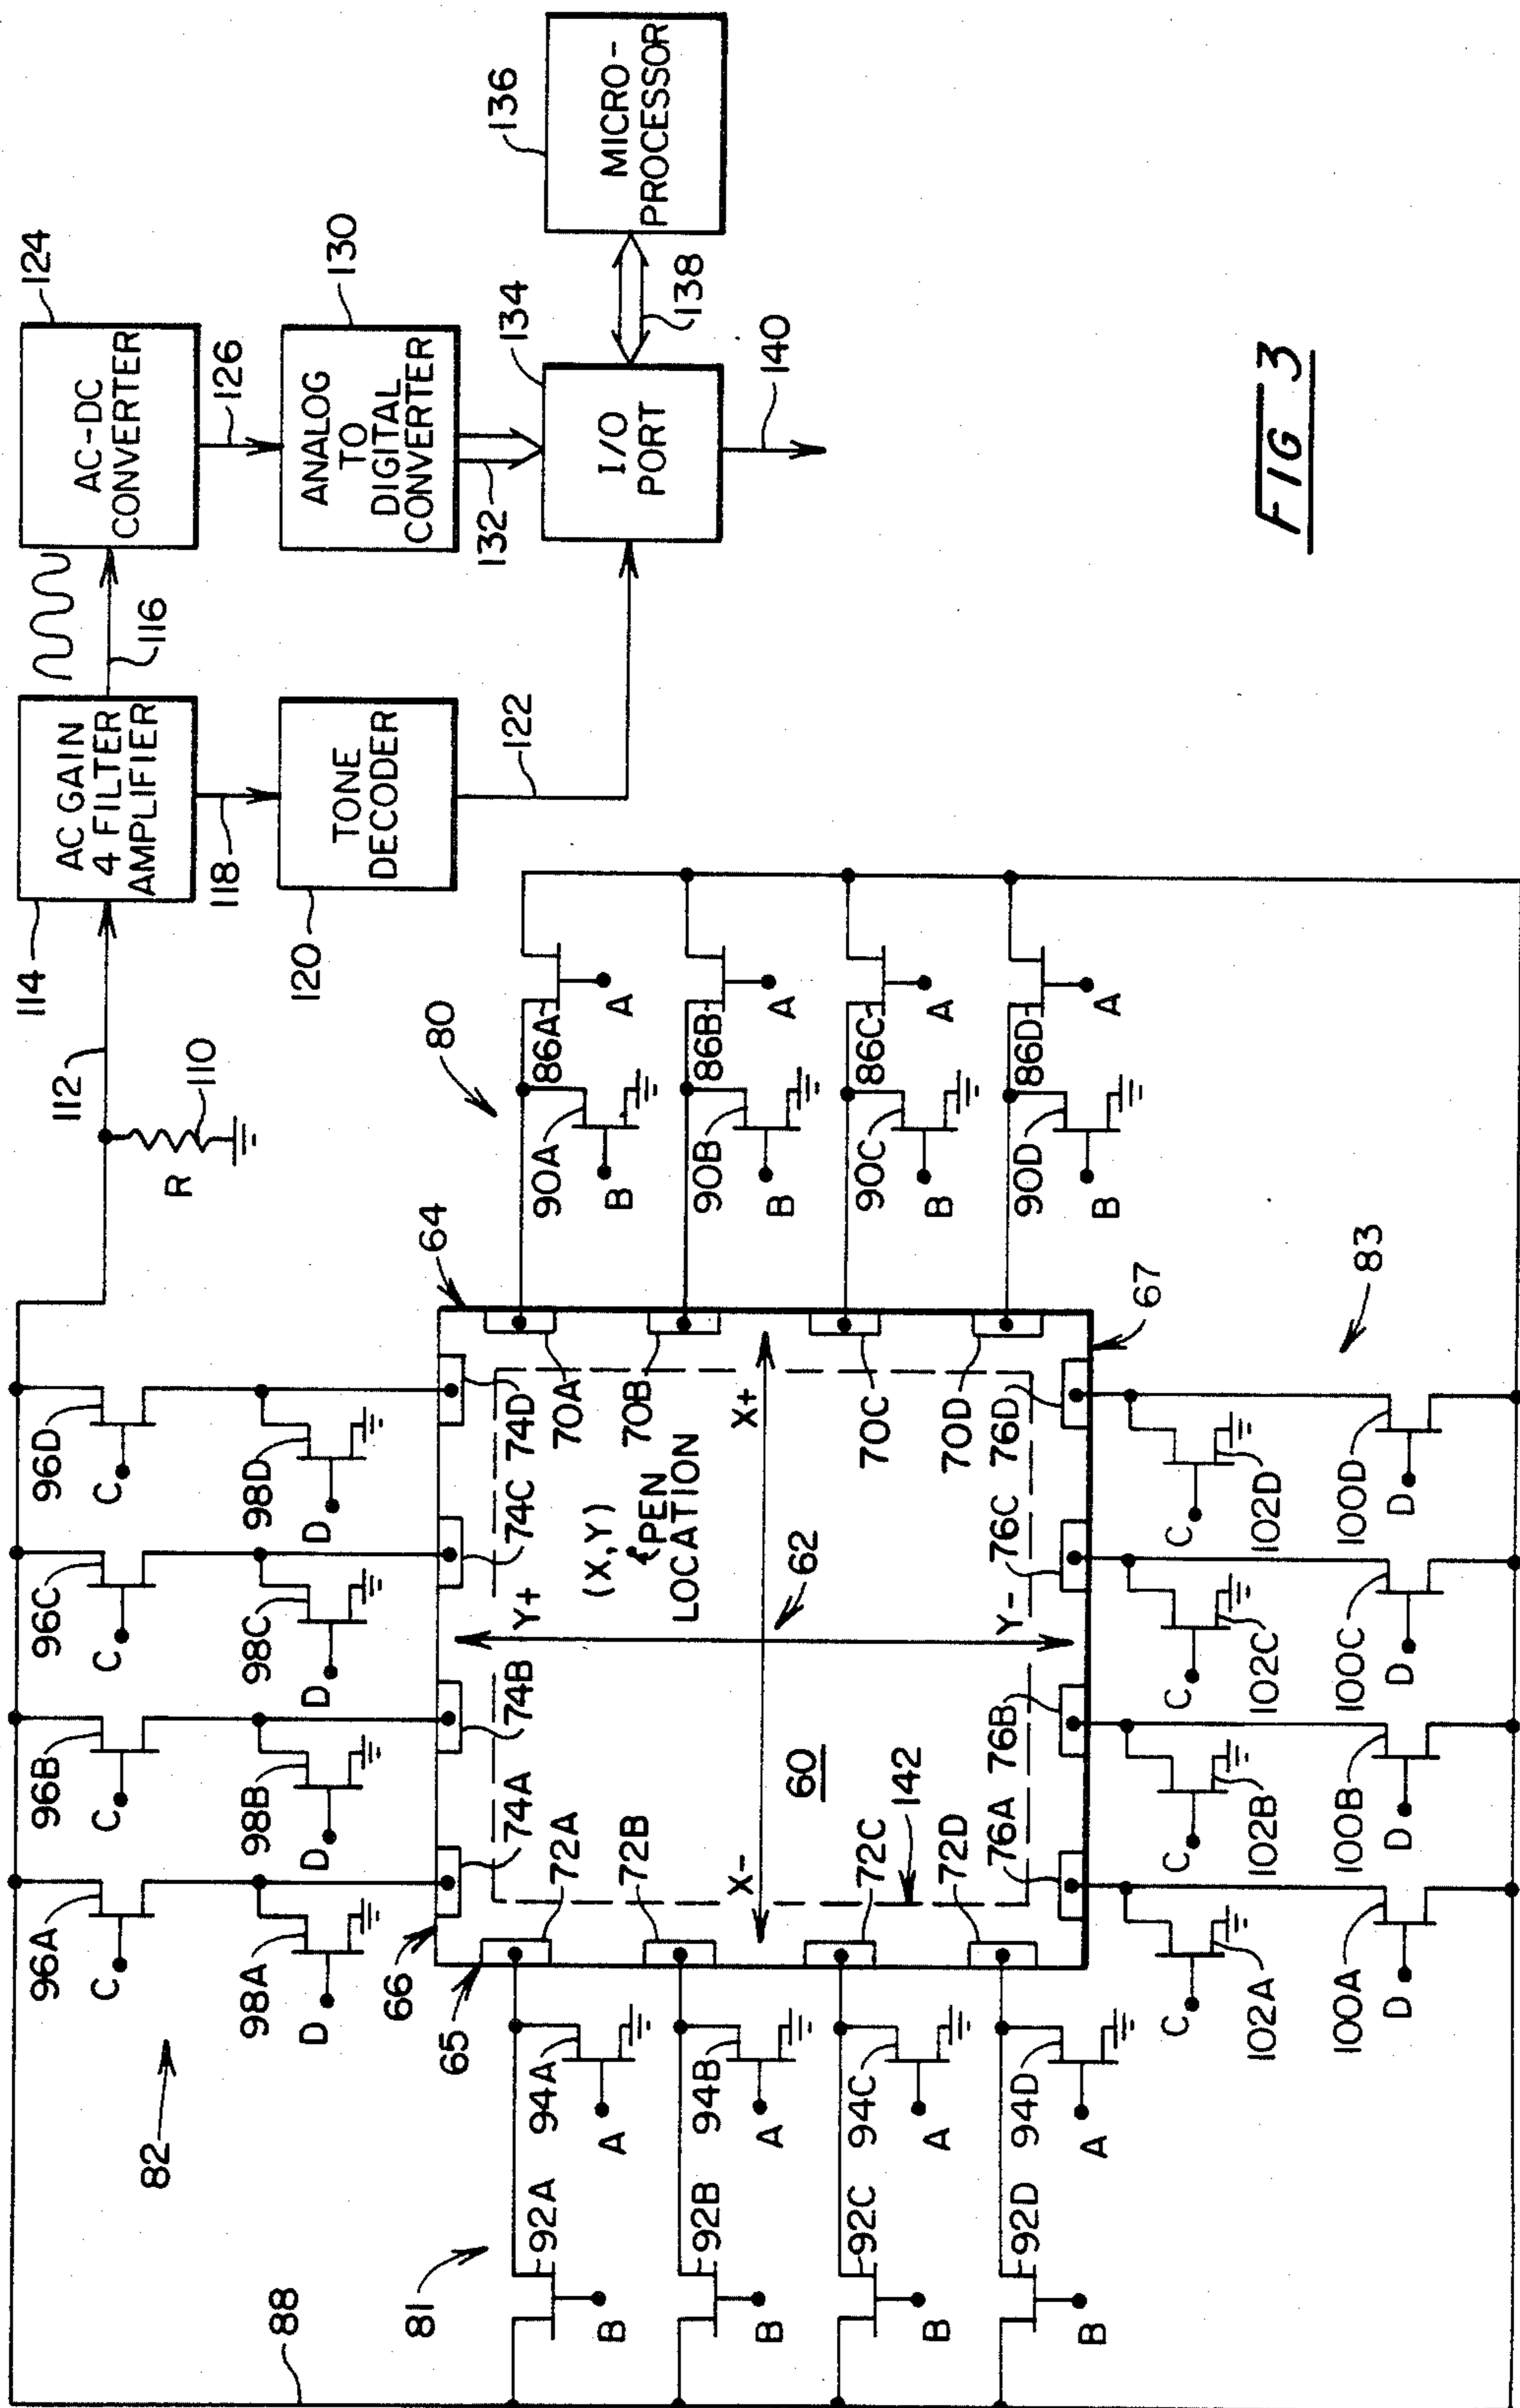 114
AC GAIN
4 FILTER
AMPLIFIER
112
R
110
116
118
124
AC-DC
CONVERTER
126
120
TONE
DECODER
122
130
ANALOG
TO
DIGITAL
CONVERTER
132
134
I/O
PORT
136
MICRO-
PROCESSOR
138
140
88
82
96A
96B
96C
96D
C
C
C
C
98A
98B
98C
98D
D
D
D
D
66
74A
74B
74C
74D
64
65
72A
72B
72C
72D
70A
70B
70C
70D
Y+
Y-
X-
X+
(X,Y)
PEN
LOCATION
60
62
142
76A
76B
76C
76D
67
81
92A
92B
92C
92D
B
B
B
B
94A
94B
94C
94D
A
A
A
A
80
90A
90B
90C
90D
B
B
B
B
86A
86B
86C
86D
A
A
A
A
83
C
C
C
C
102A
102B
102C
102D
100A
100B
100C
100D
D
D
D
D
FIG 3